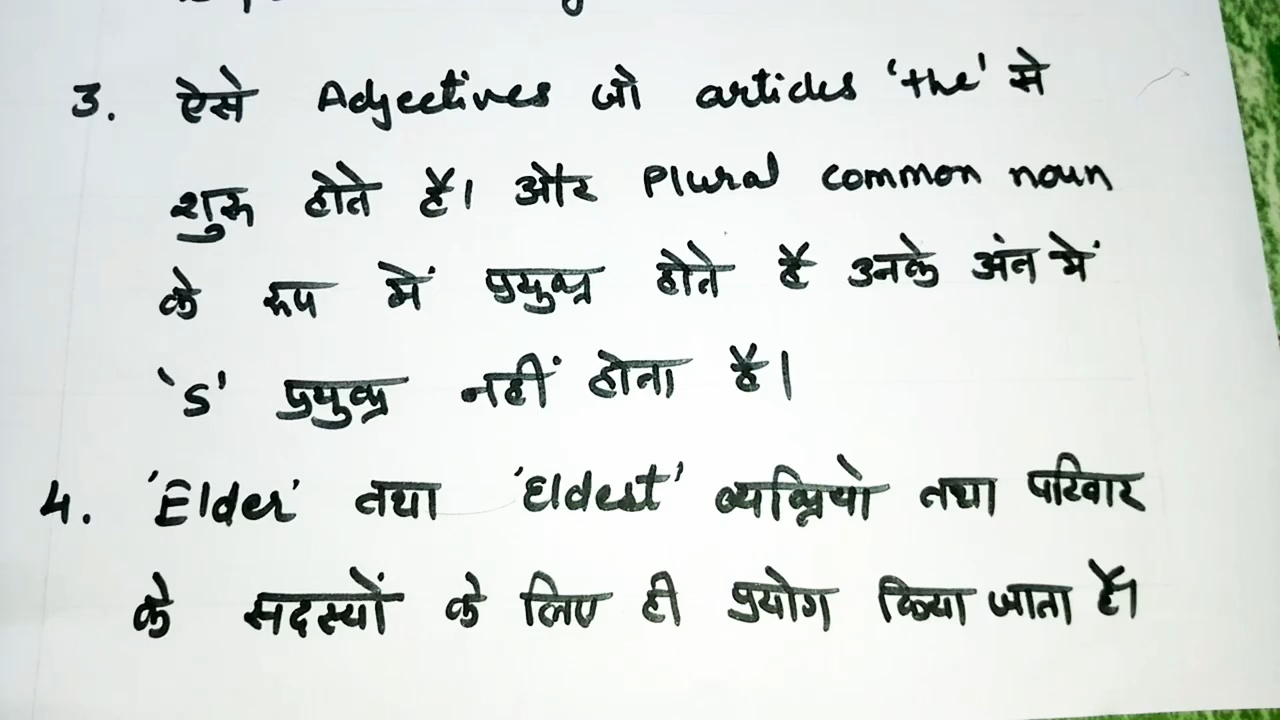 3. ऐसे Adjectives जो articles 'the' से
शुरू होते हैं। और Plural common noun
के रूप में प्रयुक्त होते हैं उनके अंत में
'S' प्रयुक्त नहीं होता है।
4. 'Elder' तथा 'Eldest' व्यक्तियो तथा परिवार
के सदस्यों के लिए ही प्रयोग किया जाता है।